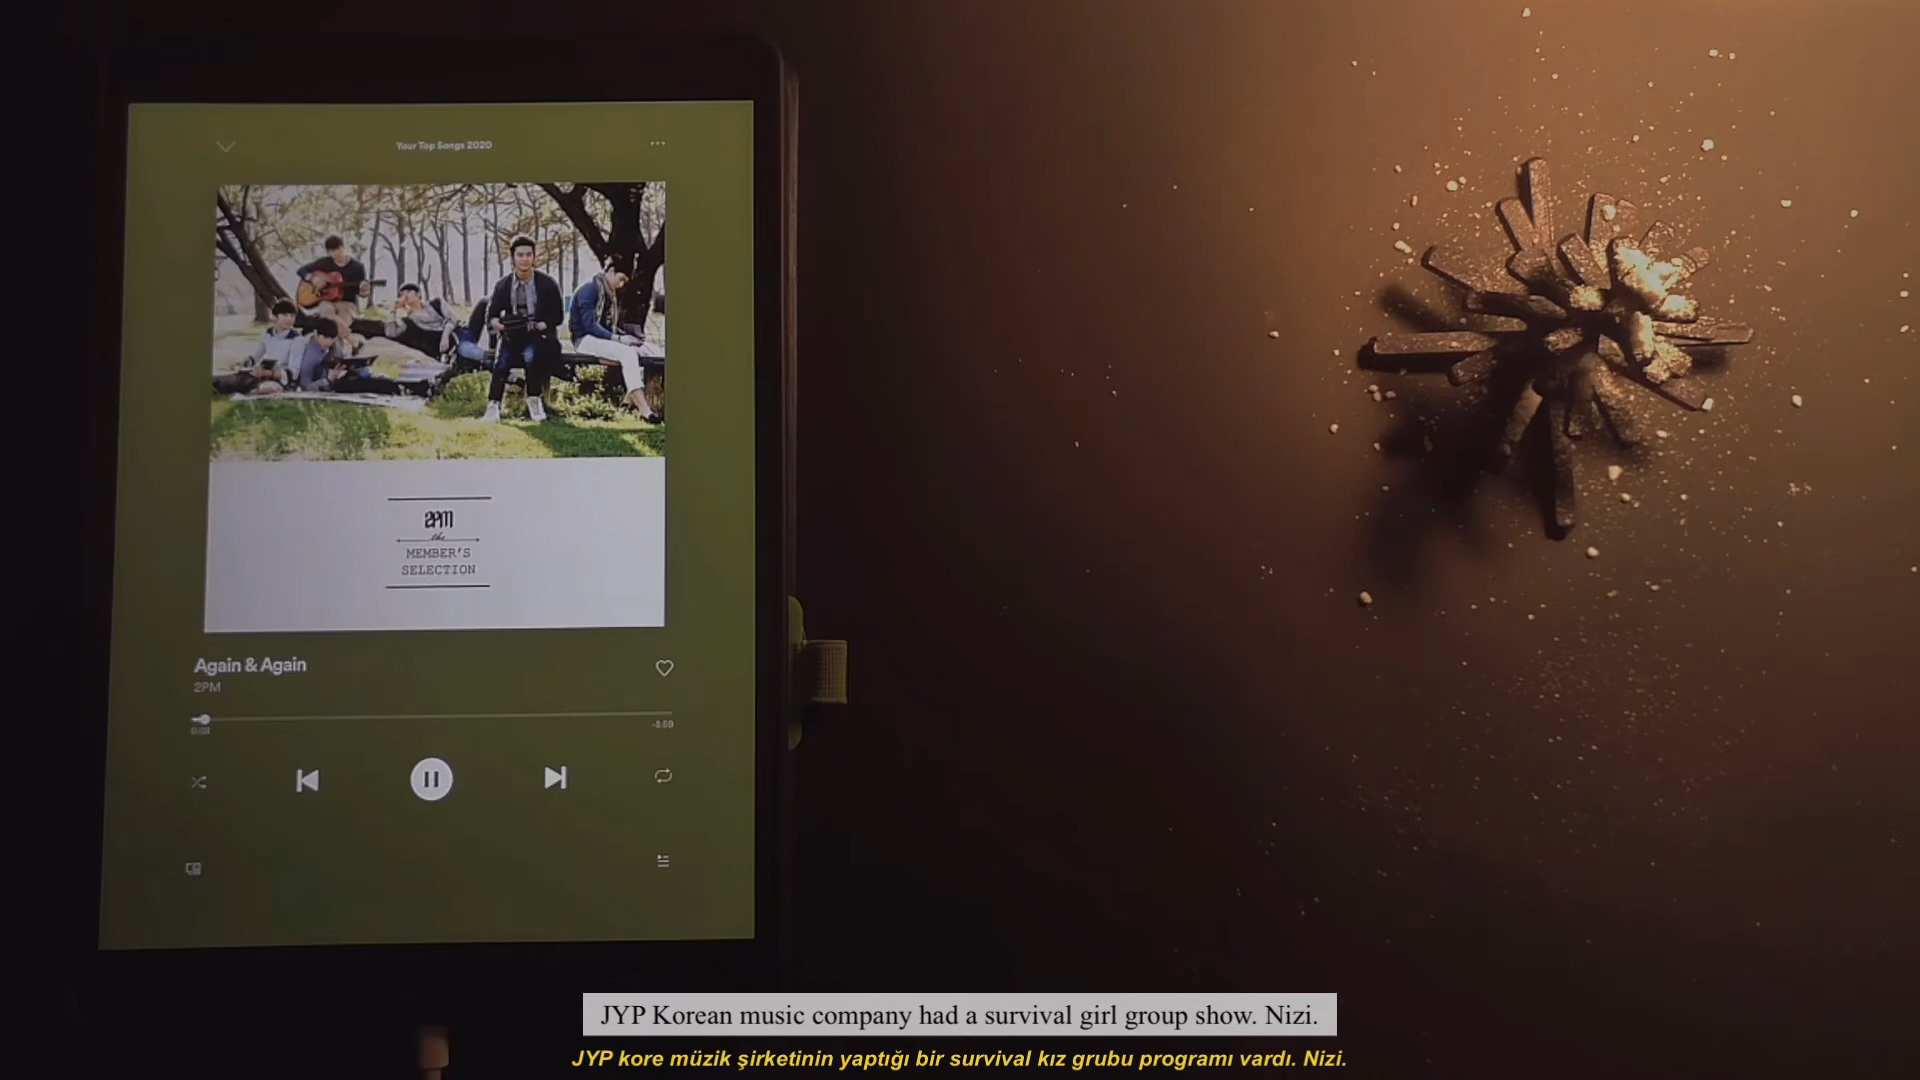 Your Top Songs 2020
2PM
the
MEMBER'S
SELECTION
Again & Again
2PM
JYP Korean music company had a survival girl group show. Nizi.
JYP kore müzik şirketinin yaptığı bir survival kız grubu programı vardı. Nizi.